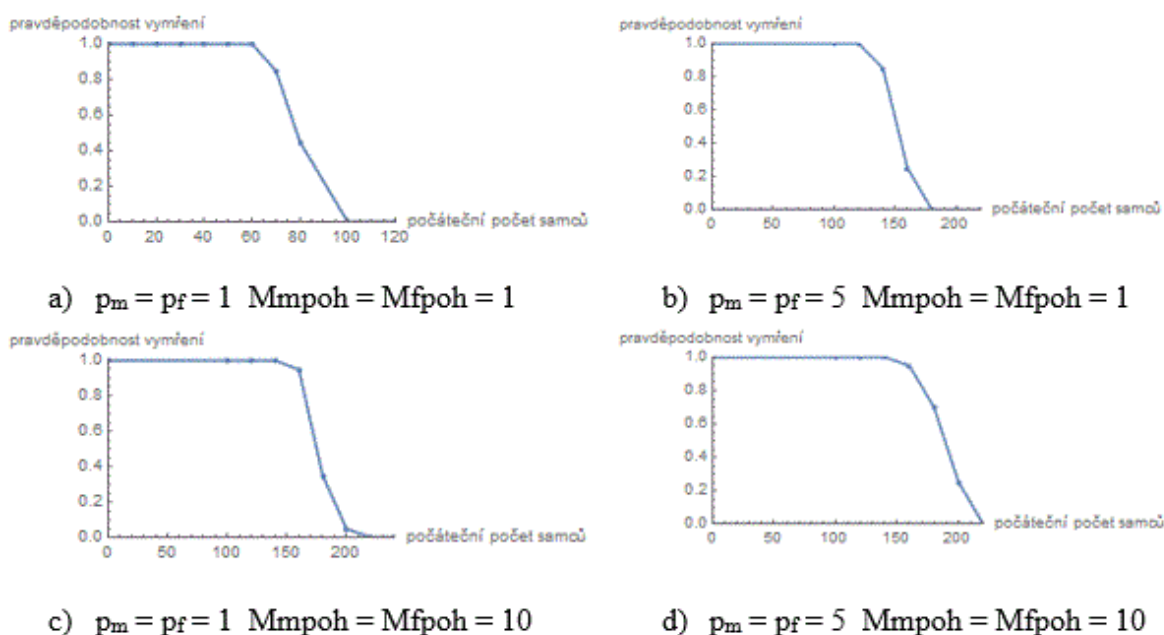 pravděpodobnost vymření
1.0
0.8
0.6
0.4
0.2
0.0
0 20 40 60 80 100 120
počáteční počet samců
a) pm = pf = 1 Mmpoh = Mfpoh = 1
pravděpodobnost vymření
1.0
0.8
0.6
0.4
0.2
0.0
0 50 100 150 200
počáteční počet samců
b) pm = pf = 5 Mmpoh = Mfpoh = 1
pravděpodobnost vymření
1.0
0.8
0.6
0.4
0.2
0.0
0 50 100 150 200
počáteční počet samců
c) pm = pf = 1 Mmpoh = Mfpoh = 10
pravděpodobnost vymření
1.0
0.8
0.6
0.4
0.2
0.0
0 50 100 150 200
počáteční počet samců
d) pm = pf = 5 Mmpoh = Mfpoh = 10